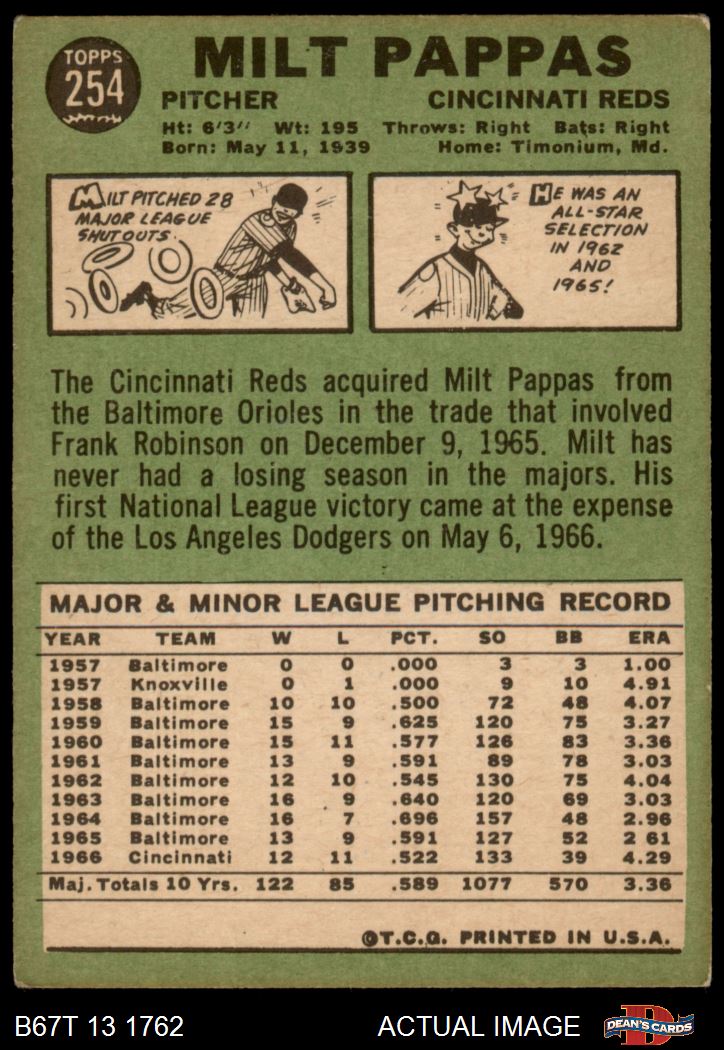 TOPPS
254
MILT PAPPAS
PITCHER CINCINNATI REDS
Ht: 6'3" Wt: 195 Throws: Right Bats: Right
Born: May 11, 1939 Home: Timonium, Md.
MILT PITCHED 28
MAJOR LEAGUE
SHUTOUTS.
HE WAS AN
ALL-STAR
SELECTION
IN 1962
AND
1965!
The Cincinnati Reds acquired Milt Pappas from
the Baltimore Orioles in the trade that involved
Frank Robinson on December 9, 1965. Milt has
never had a losing season in the majors. His
first National League victory came at the expense
of the Los Angeles Dodgers on May 6, 1966.
MAJOR & MINOR LEAGUE PITCHING RECORD
YEAR TEAM W L PCT. SO BB ERA
1957 Baltimore 0 0 .000 3 3 1.00
1957 Knoxville 0 1 .000 9 10 4.91
1958 Baltimore 10 10 .500 72 48 4.07
1959 Baltimore 15 9 .625 120 75 3.27
1960 Baltimore 15 11 .577 126 83 3.36
1961 Baltimore 13 9 .591 89 78 3.03
1962 Baltimore 12 10 .545 130 75 4.04
1963 Baltimore 16 9 .640 120 69 3.03
1964 Baltimore 16 7 .696 157 48 2.96
1965 Baltimore 13 9 .591 127 52 2 61
1966 Cincinnati 12 11 .522 133 39 4.29
Maj. Totals 10 Yrs. 122 85 .589 1077 570 3.36
©T.C.G. PRINTED IN U.S.A.
B67T 13 1762 ACTUAL IMAGE D DEAN'S CARDS